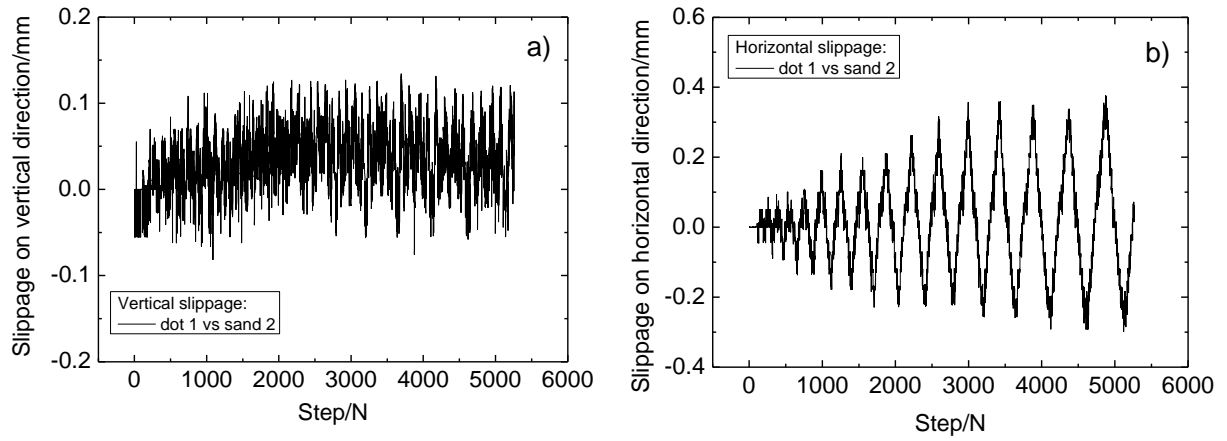 0.2
0.1
0.0
-0.1
-0.2
Slippage on vertical direction/mm
a)
Vertical slippage:
dot 1 vs sand 2
0 1000 2000 3000 4000 5000 6000
Step/N
0.6
0.4
0.2
0.0
-0.2
-0.4
Slippage on horizontal direction/mm
Horizontal slippage:
dot 1 vs sand 2
b)
0 1000 2000 3000 4000 5000 6000
Step/N